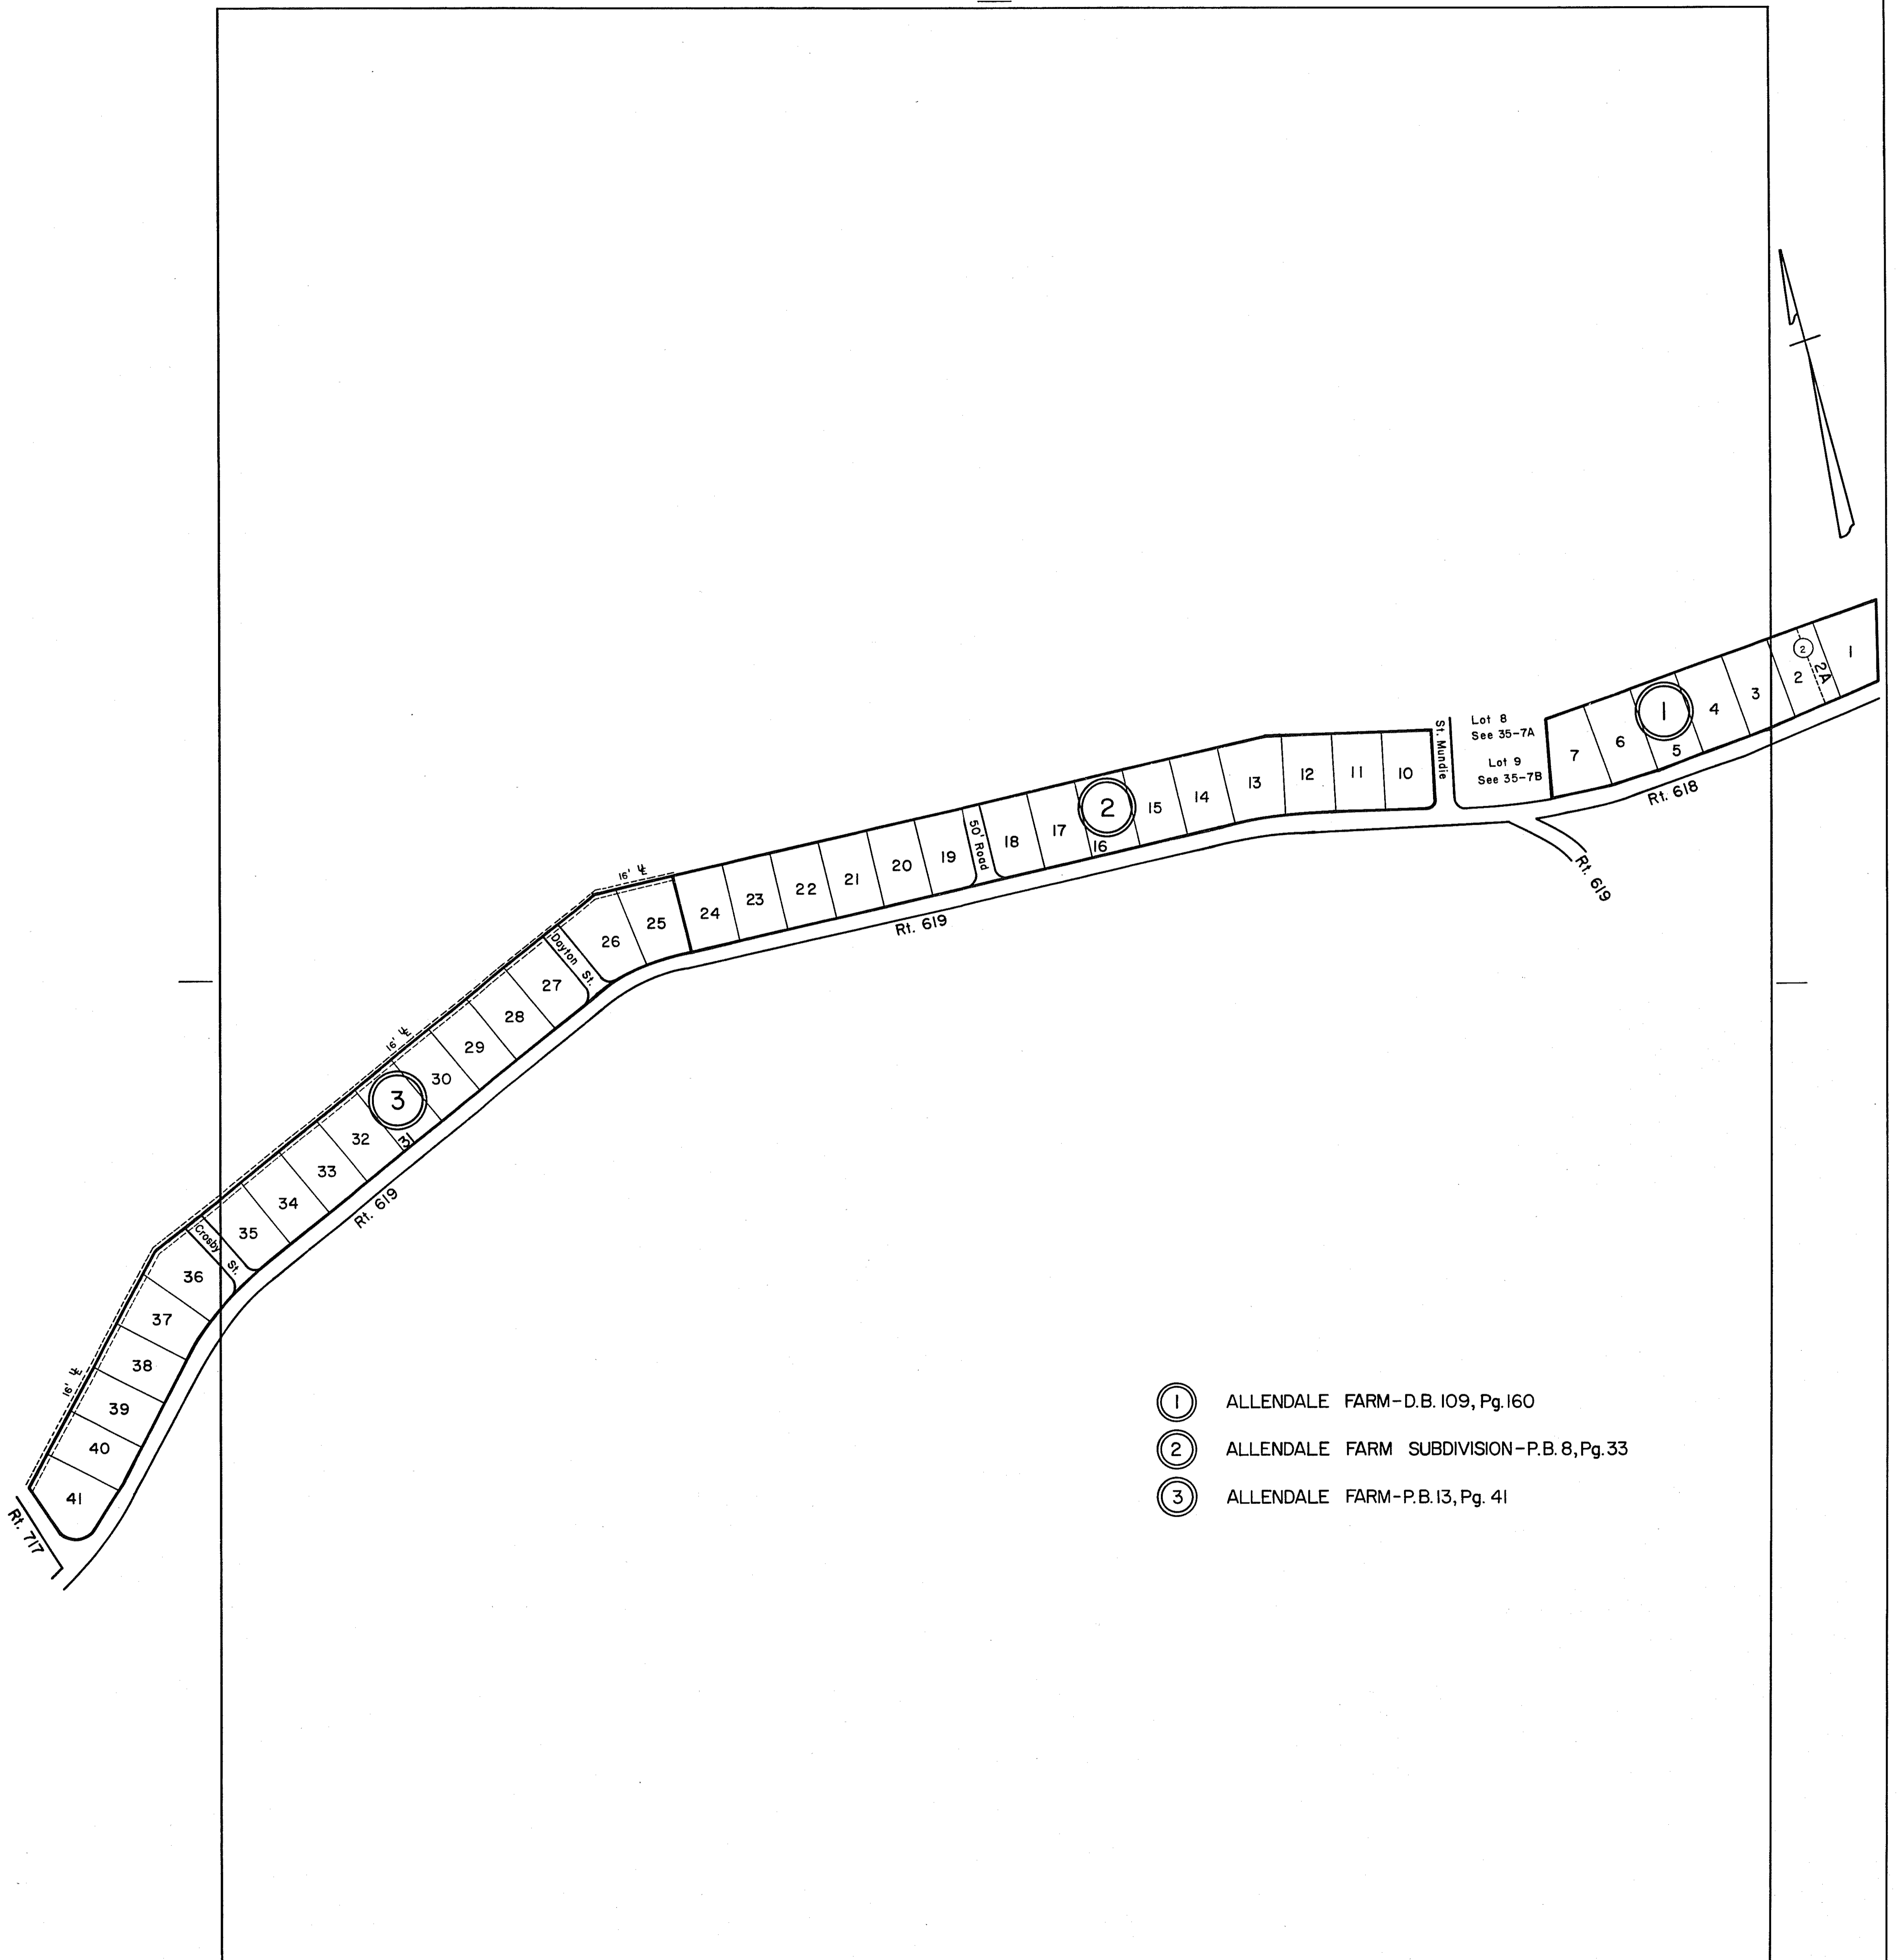 1
2
2A
2
3
4
1
5
6
7
Rt. 618
Lot 8
See 35-7A
Lot 9
See 35-7B
St. Mundie
Rt. 619
10
11
12
13
14
15
2
16
17
18
50' Road
19
20
21
22
23
24
Rt. 619
16'
25
26
Dayton St.
27
28
29
16'
30
3
31
32
33
34
35
Rt. 619
Crosby St.
36
37
38
39
16'
40
41
Rt. 717
1 ALLENDALE FARM-D.B. 109, Pg. 160
2 ALLENDALE FARM SUBDIVISION-P.B. 8, Pg. 33
3 ALLENDALE FARM-P.B. 13, Pg. 41